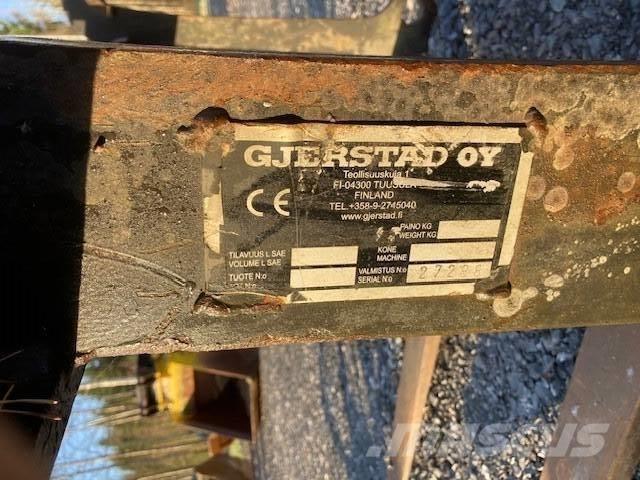 GJERSTAD OY
Teollisuuskuja 1
FI-04300 TUUSULA
FINLAND
TEL.+358-9-2745040
www.gjerstad.fi
CE
PAINO KG
WEIGHT KG
TILAVUUS L SAE
VOLUME L SAE
KONE
MACHINE
TUOTE N:o
N:o
VALMISTUS N:o
SERIAL N:o
Mascus